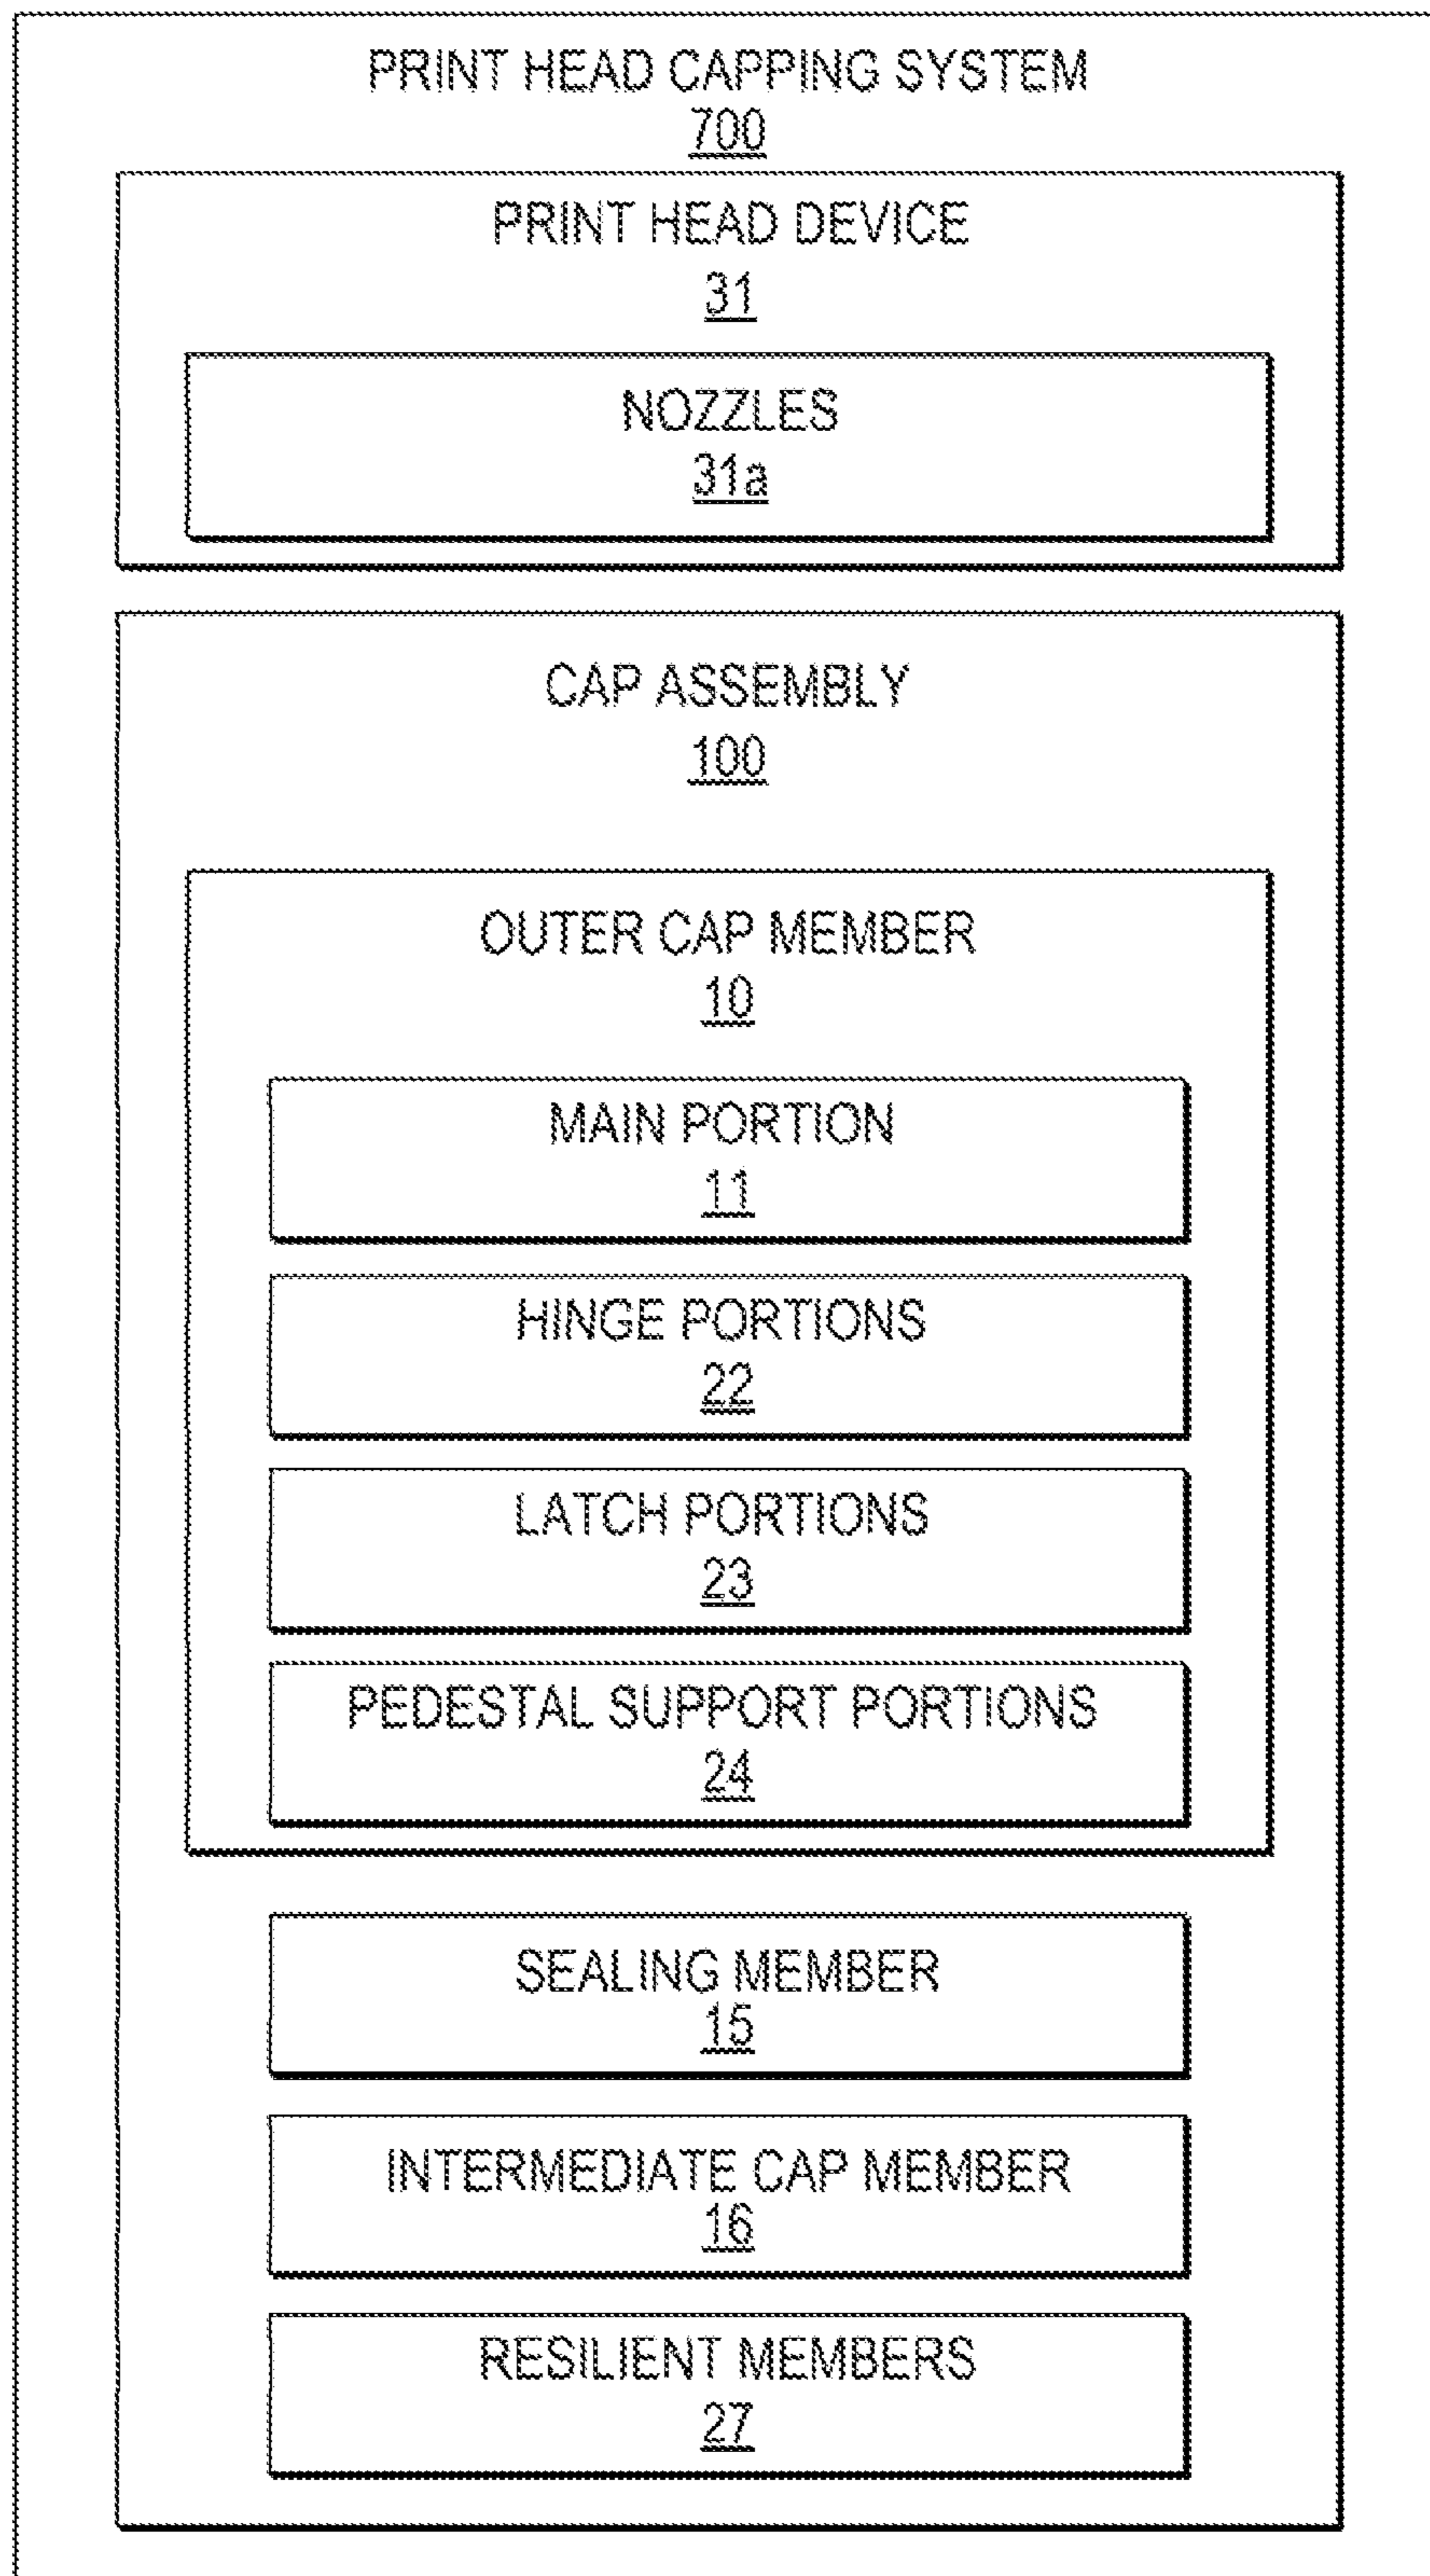 PRINT HEAD CAPPING SYSTEM
700
PRINT HEAD DEVICE
31
NOZZLES
31a
CAP ASSEMBLY
100
OUTER CAP MEMBER
10
MAIN PORTION
11
HINGE PORTIONS
22
LATCH PORTIONS
23
PEDESTAL SUPPORT PORTIONS
24
SEALING MEMBER
15
INTERMEDIATE CAP MEMBER
16
RESILIENT MEMBERS
27